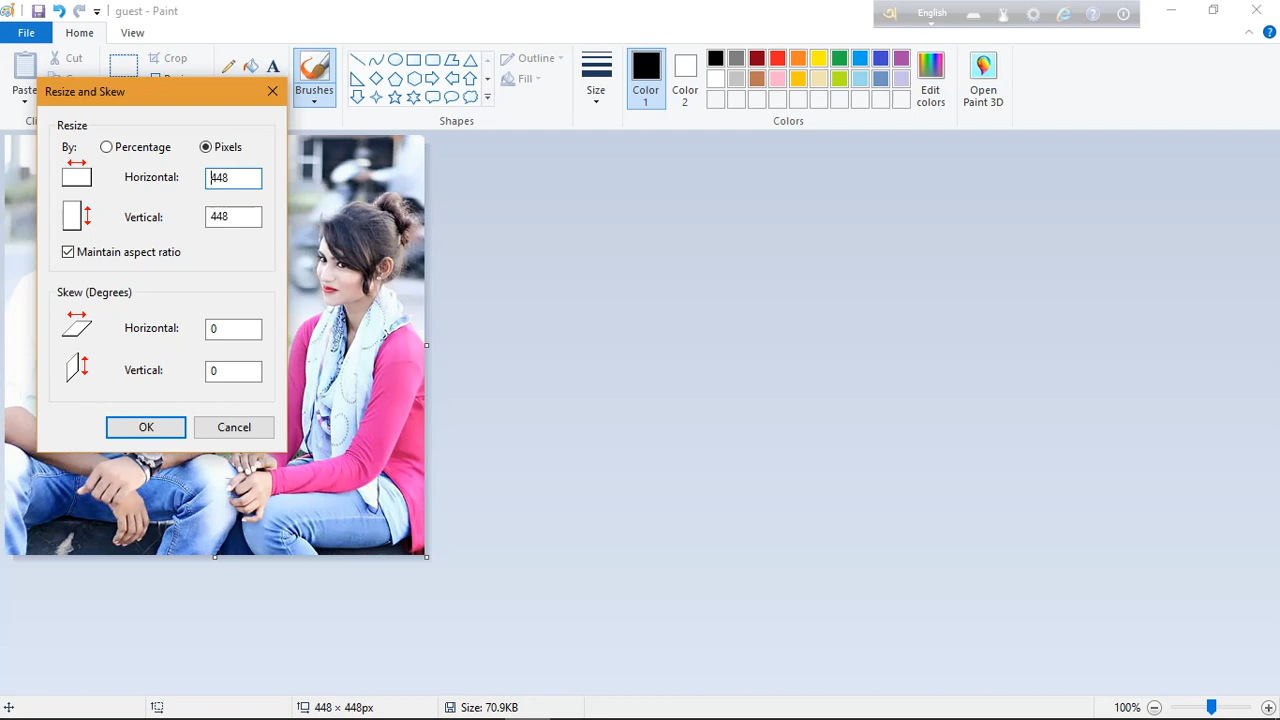 guest - Paint
English
File
Home
View
Cut
Crop
Paste
Brushes
Outline
Fill
Size
Color 1
Color 2
Edit colors
Open Paint 3D
Shapes
Colors
Resize and Skew
Resize
By:
Percentage
Pixels
Horizontal:
448
Vertical:
448
Maintain aspect ratio
Skew (Degrees)
Horizontal:
0
Vertical:
0
OK
Cancel
448 × 448px
Size: 70.9KB
100%